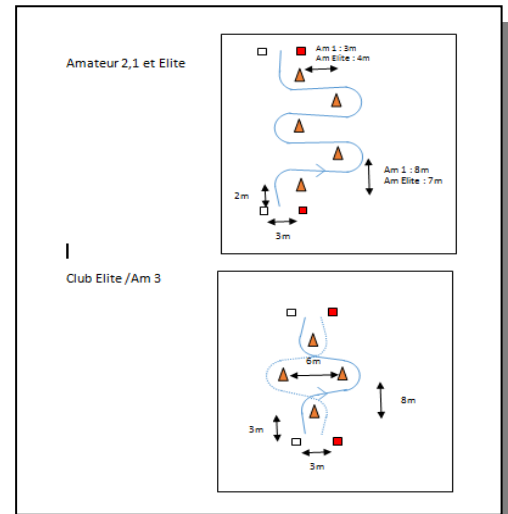 Amateur 2,1 et Elite
Am 1 : 3m
Am Elite : 4m
Am 1 : 8m
Am Elite : 7m
2m
3m
Club Elite /Am 3
6m
8m
3m
3m